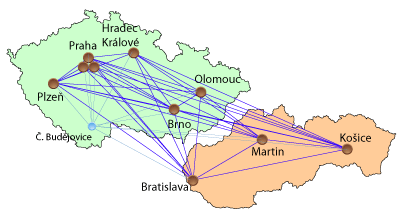 Hradec
Králové
Praha
Olomouc
Plzeň
Brno
Č. Budějovice
Košice
Martin
Bratislava